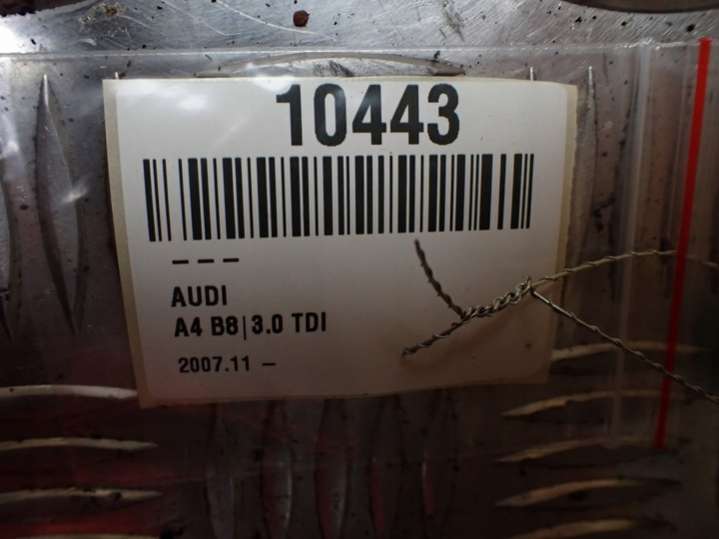 10443
– – –
AUDI
A4 B8|3.0 TDI
2007.11 –